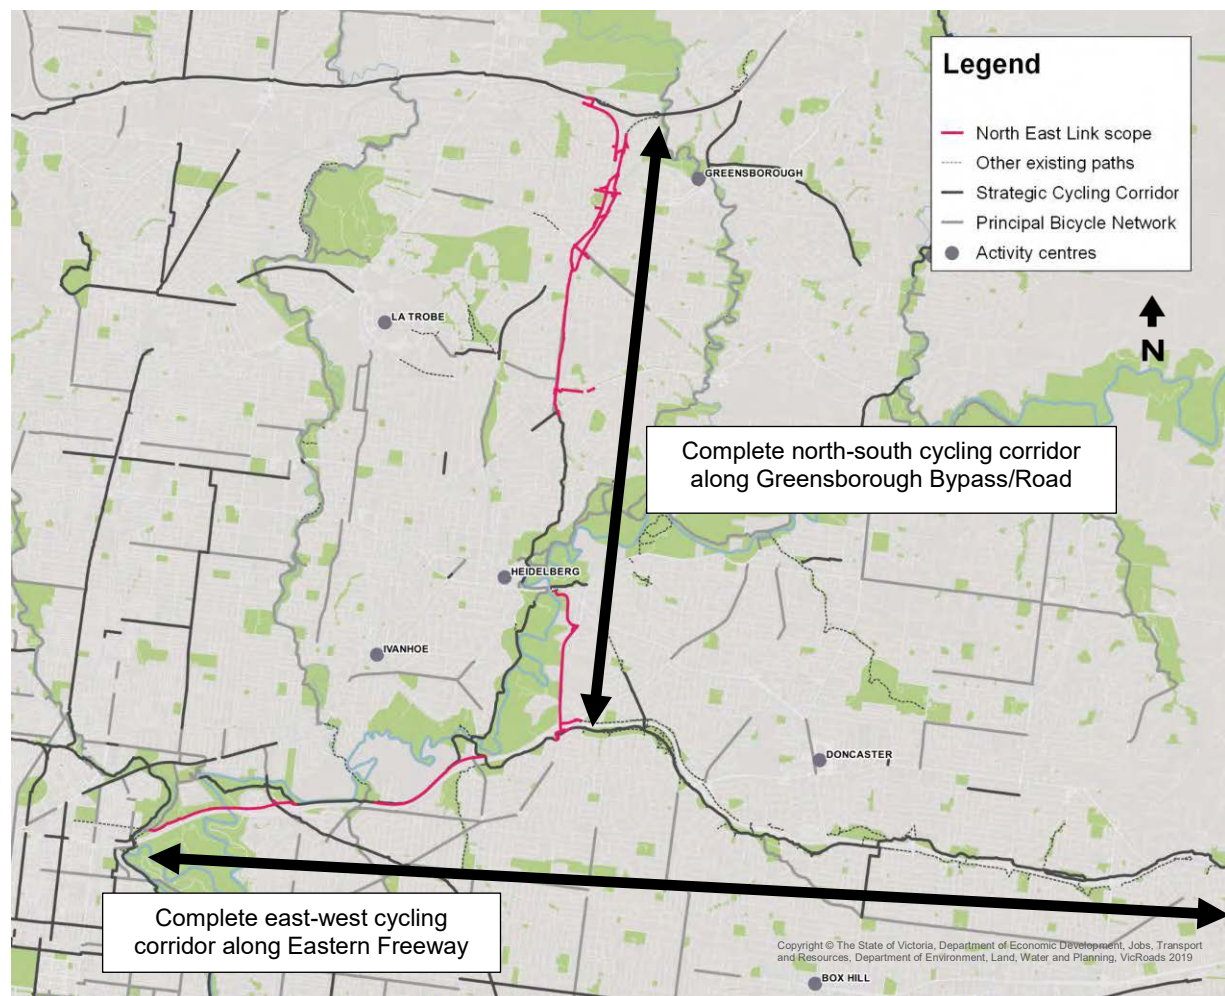 Legend
North East Link scope
Other existing paths
Strategic Cycling Corridor
Principal Bicycle Network
Activity centres
GREENSBOROUGH
LA TROBE
N
Complete north-south cycling corridor
along Greensborough Bypass/Road
HEIDELBERG
IVANHOE
DONCASTER
Complete east-west cycling
corridor along Eastern Freeway
Copyright © The State of Victoria, Department of Economic Development, Jobs, Transport
and Resources, Department of Environment, Land, Water and Planning, VicRoads 2019
BOX HILL